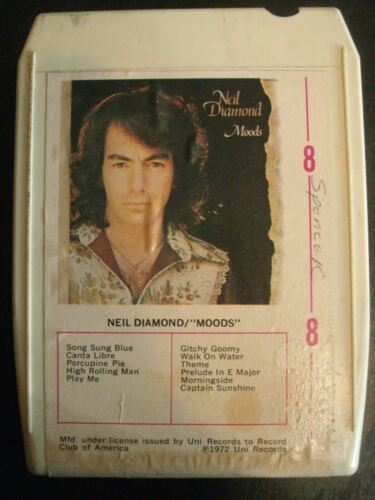 Neil
Diamond
Moods
8
8
NEIL DIAMOND/"MOODS"
Song Sung Blue
Canta Libre
Porcupine Pie
High Rolling Man
Play Me
Gitchy Goomy
Walk On Water
Theme
Prelude In E Major
Morningside
Captain Sunshine
Mfd. under license issued by Uni Records to Record
Club of America
℗1972 Uni Records